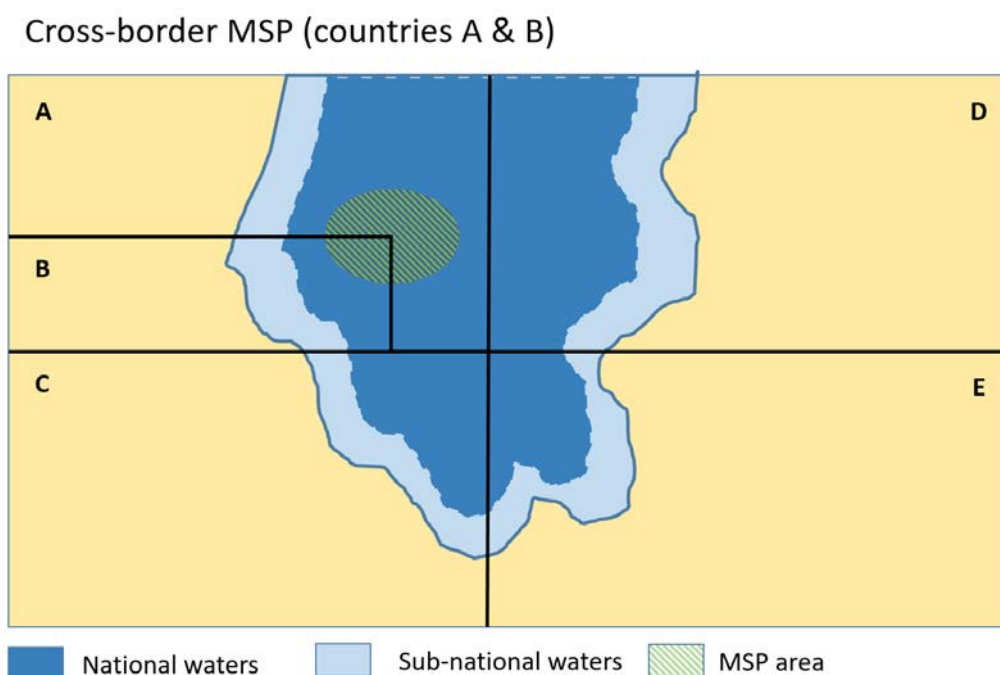 Cross-border MSP (countries A & B)
A
D
B
C
E
National waters
Sub-national waters
MSP area